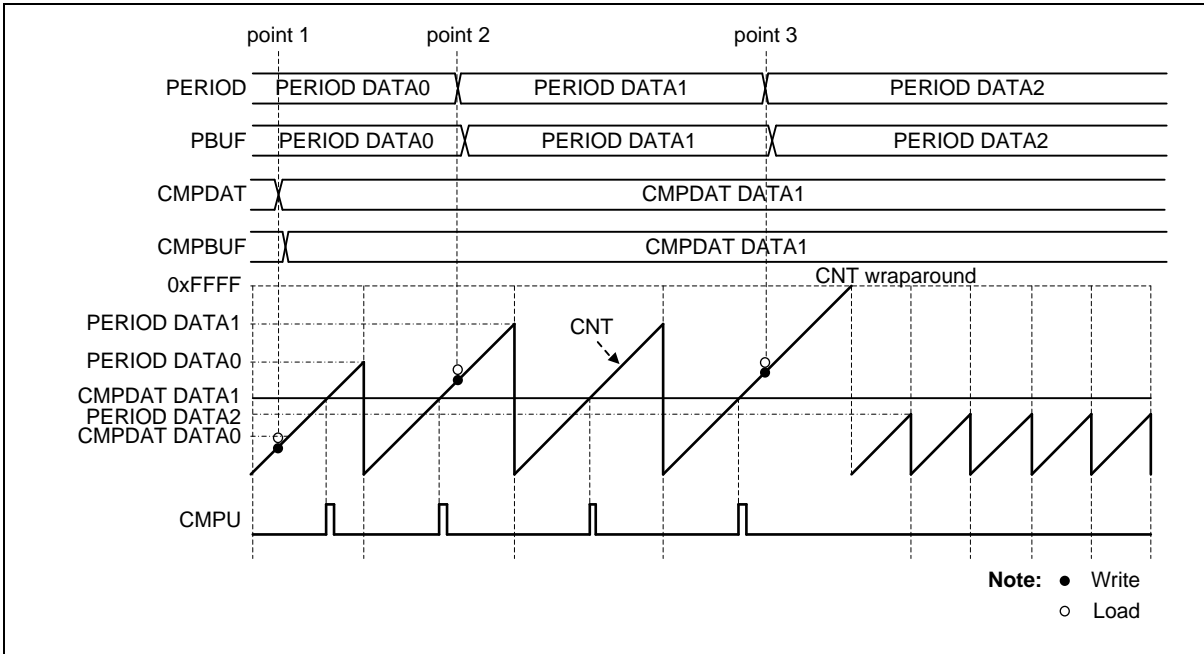 point 1 point 2 point 3
PERIOD PERIOD DATA0 PERIOD DATA1 PERIOD DATA2
PBUF PERIOD DATA0 PERIOD DATA1 PERIOD DATA2
CMPDAT CMPDAT DATA1
CMPBUF CMPDAT DATA1
0xFFFF CNT wraparound
PERIOD DATA1 CNT
PERIOD DATA0
CMPDAT DATA1
PERIOD DATA2
CMPDAT DATA0
CMPU
Note: ● Write
○ Load